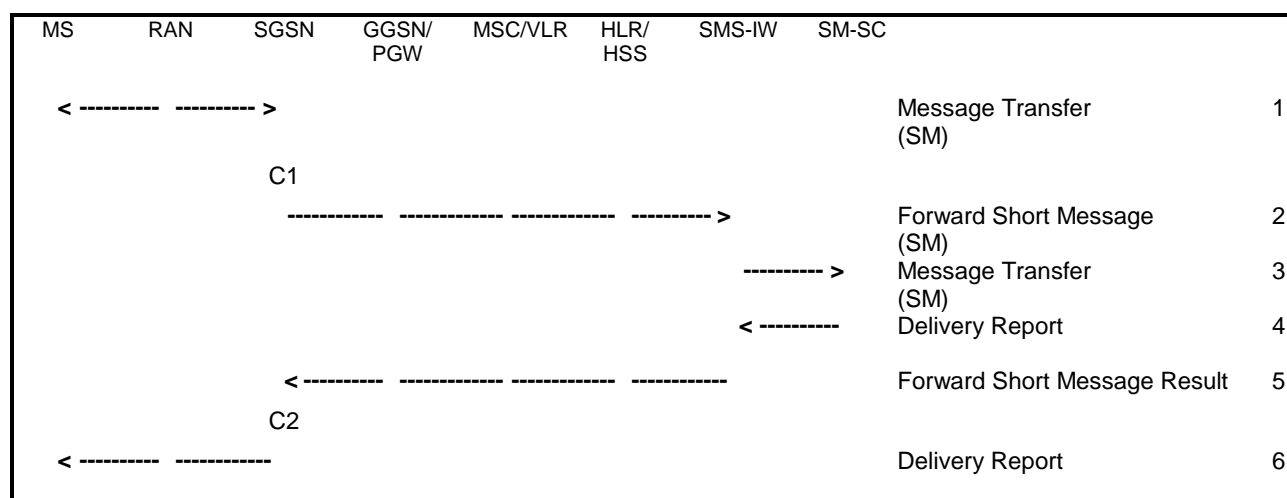 MS RAN SGSN GGSN/ MSC/VLR HLR/ SMS-IW SM-SC
PGW HSS
< ---------- ---------- > Message Transfer 1
(SM)
C1
------------ ------------- ------------- ---------- > Forward Short Message 2
(SM)
---------- > Message Transfer 3
(SM)
< ---------- Delivery Report 4
< ---------- ------------- ------------- ------------ Forward Short Message Result 5
C2
< ---------- ------------ Delivery Report 6